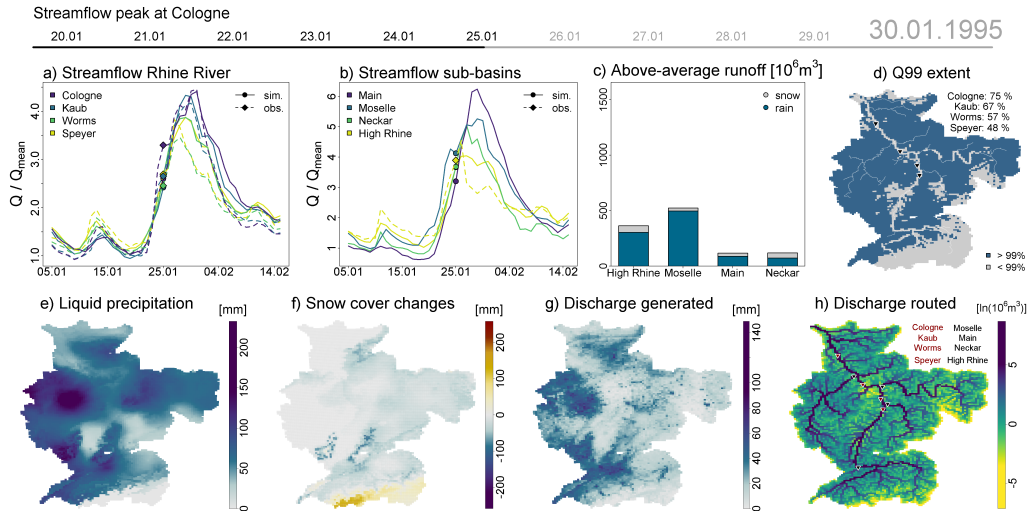 Streamflow peak at Cologne
20.01 21.01 22.01 23.01 24.01 25.01 26.01 27.01 28.01 29.01 30.01.1995
a) Streamflow Rhine River
Q / Qmean
4.0
3.0
2.0
1.0
Cologne
Kaub
Worms
Speyer
sim.
obs.
05.01 15.01 25.01 04.02 14.02
b) Streamflow sub-basins
Q / Qmean
6
5
4
3
2
1
Main
Moselle
Neckar
High Rhine
sim.
obs.
05.01 15.01 25.01 04.02 14.02
c) Above-average runoff [10⁶m³]
1500
1000
500
0
snow
rain
High Rhine Moselle Main Neckar
d) Q99 extent
Cologne: 75 %
Kaub: 67 %
Worms: 57 %
Speyer: 48 %
> 99%
< 99%
e) Liquid precipitation
[mm]
200
150
100
50
0
f) Snow cover changes
[mm]
200
100
0
-100
-200
g) Discharge generated
[mm]
140
120
100
80
60
40
20
0
h) Discharge routed
[ln(10⁶m³)]
Cologne Moselle
Kaub Main
Worms Neckar
Speyer High Rhine
5
0
-5